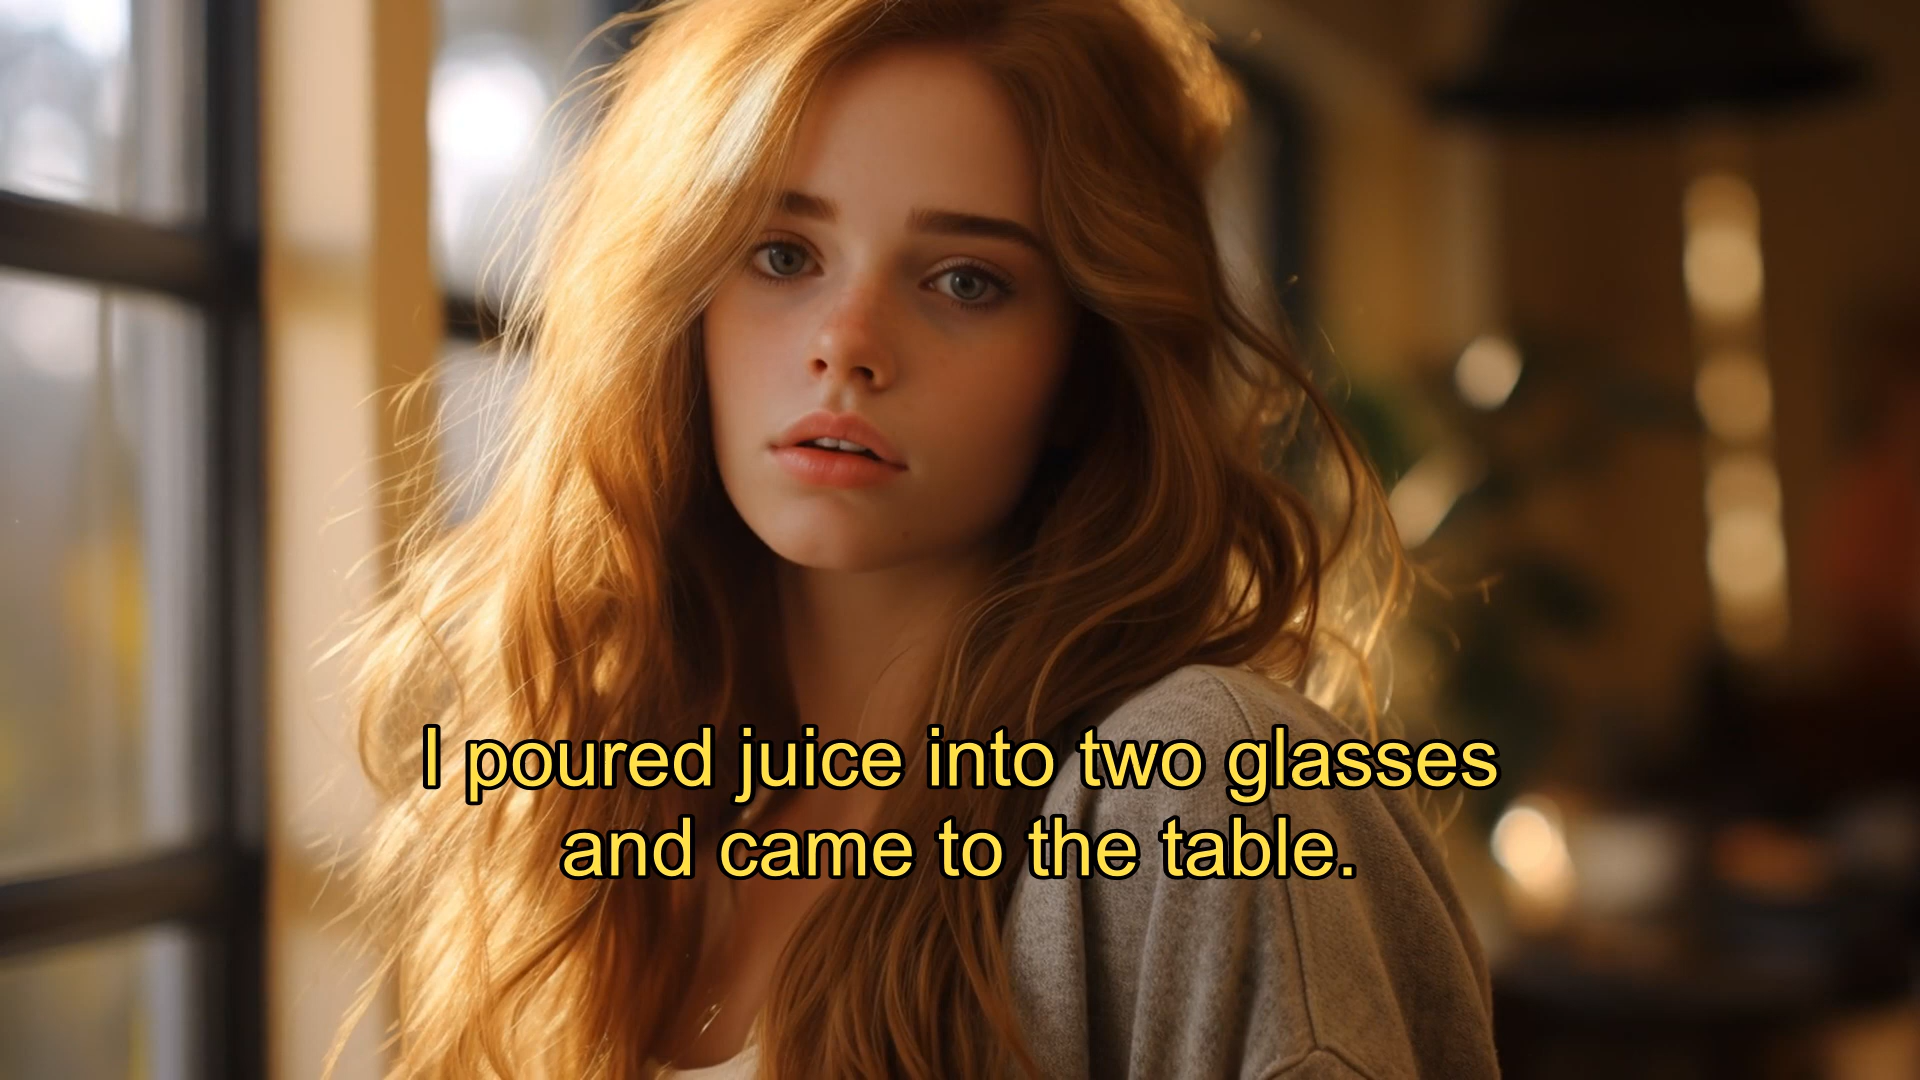 I poured juice into two glasses
and came to the table.